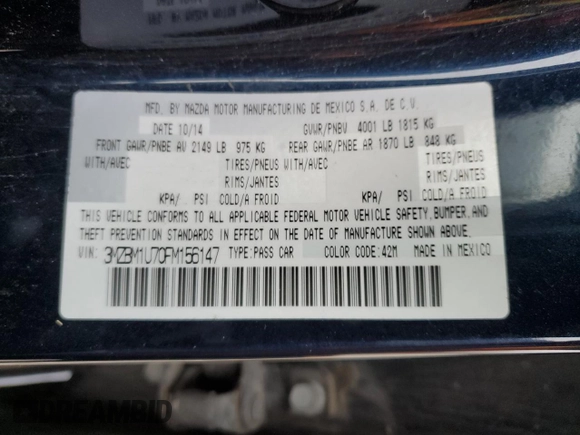 MFD. BY MAZDA MOTOR MANUFACTURING DE MEXICO S.A. DE C.V.
DATE 10/14 GVWR/PNBV 4001 LB 1815 KG
FRONT GAWR/PNBE AV 2149 LB 975 KG REAR GAWR/PNBE AR 1870 LB 848 KG
WITH/AVEC TIRES/PNEUS WITH/AVEC TIRES/PNEUS
RIMS/JANTES RIMS/JANTES
KPA/ PSI COLD/A FROID KPA/ PSI COLD/A FROID
THIS VEHICLE CONFORMS TO ALL APPLICABLE FEDERAL MOTOR VEHICLE SAFETY, BUMPER, AND
THEFT PREVENTION STANDARDS IN EFFECT ON THE DATE OF MANUFACTURE SHOWN ABOVE.
VIN: 3MZBM1U70FM156147 TYPE: PASS CAR COLOR CODE: 42M MADE IN MEXICO
IDREAMBID